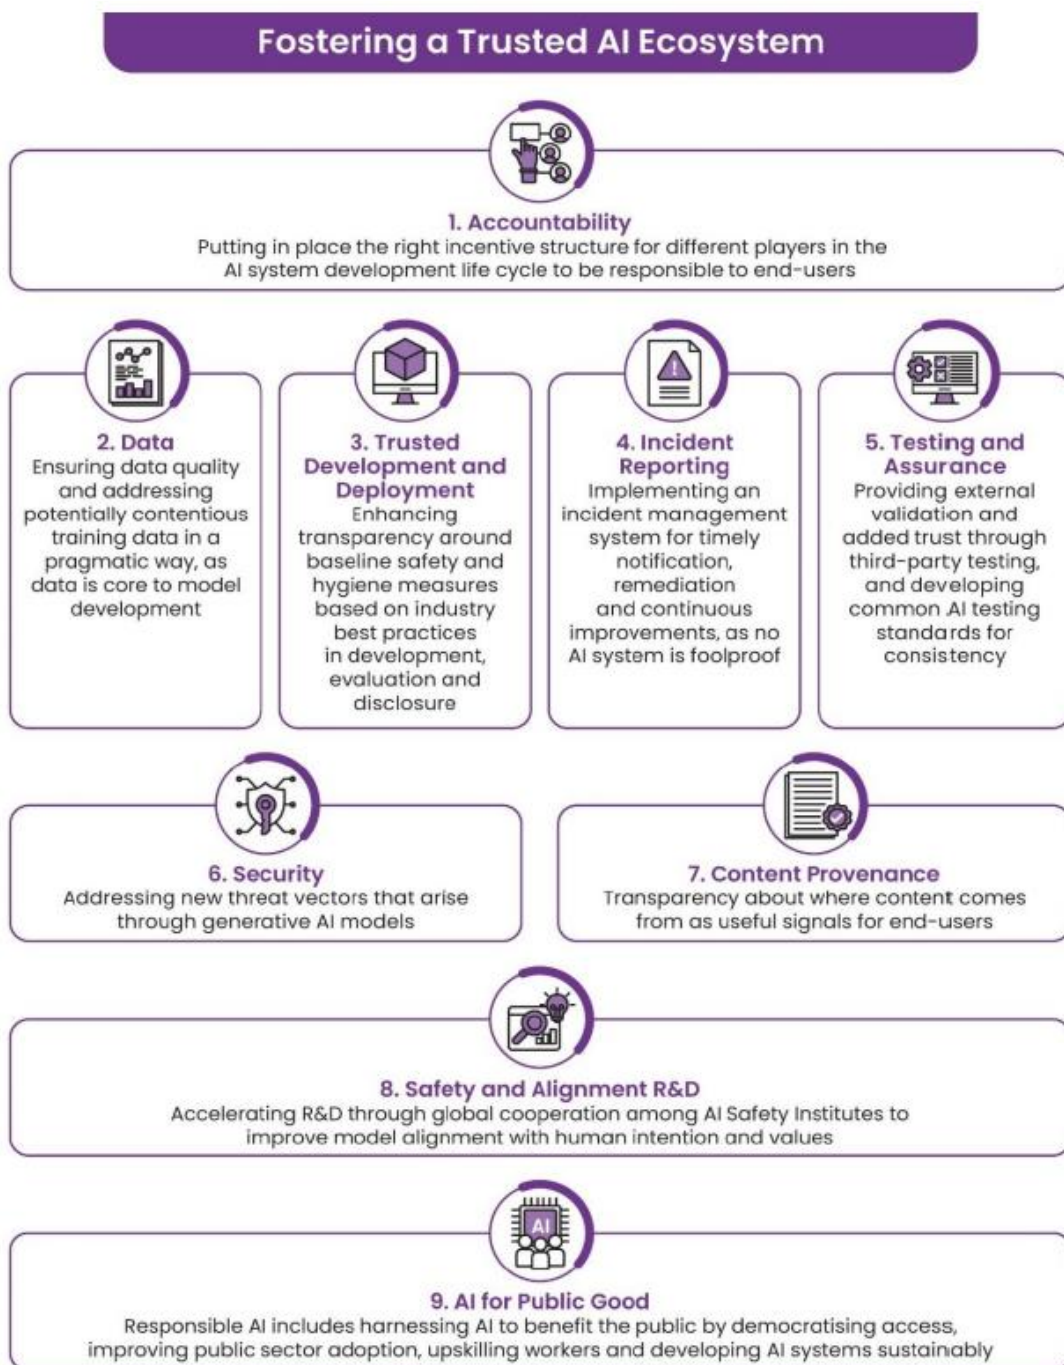 Fostering a Trusted AI Ecosystem
1. Accountability
Putting in place the right incentive structure for different players in the
AI system development life cycle to be responsible to end-users
2. Data
Ensuring data quality
and addressing
potentially contentious
training data in a
pragmatic way, as
data is core to model
development
3. Trusted
Development and
Deployment
Enhancing
transparency around
baseline safety and
hygiene measures
based on industry
best practices
in development,
evaluation and
disclosure
4. Incident
Reporting
Implementing an
incident management
system for timely
notification,
remediation
and continuous
improvements, as no
AI system is foolproof
5. Testing and
Assurance
Providing external
validation and
added trust through
third-party testing,
and developing
common AI testing
standards for
consistency
6. Security
Addressing new threat vectors that arise
through generative AI models
7. Content Provenance
Transparency about where content comes
from as useful signals for end-users
8. Safety and Alignment R&D
Accelerating R&D through global cooperation among AI Safety Institutes to
improve model alignment with human intention and values
AI
9. AI for Public Good
Responsible AI includes harnessing AI to benefit the public by democratising access,
improving public sector adoption, upskilling workers and developing AI systems sustainably